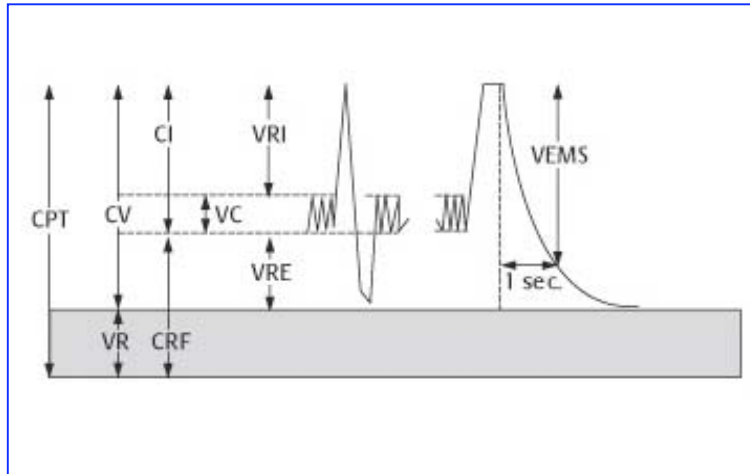 CI
VRI
VEMS
CPT
CV
VC
VRE
1 sec.
VR
CRF